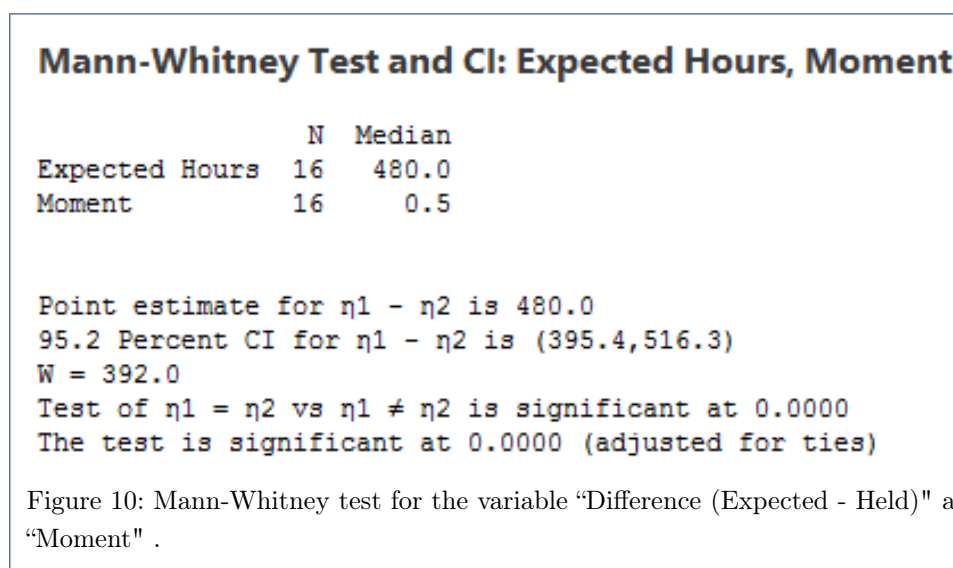 Mann-Whitney Test and CI: Expected Hours, Moment
N Median
Expected Hours 16 480.0
Moment 16 0.5
Point estimate for η1 - η2 is 480.0
95.2 Percent CI for η1 - η2 is (395.4,516.3)
W = 392.0
Test of η1 = η2 vs η1 ≠ η2 is significant at 0.0000
The test is significant at 0.0000 (adjusted for ties)
Figure 10: Mann-Whitney test for the variable “Difference (Expected - Held)" a
“Moment" .